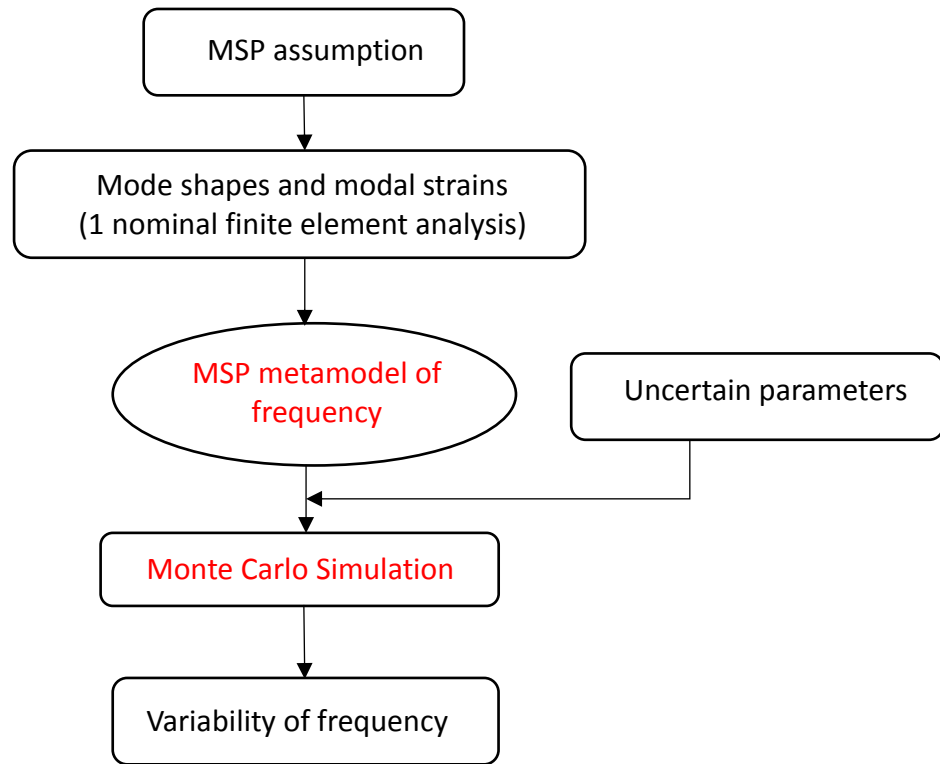 MSP assumption
Mode shapes and modal strains
(1 nominal finite element analysis)
MSP metamodel of
frequency
Uncertain parameters
Monte Carlo Simulation
Variability of frequency